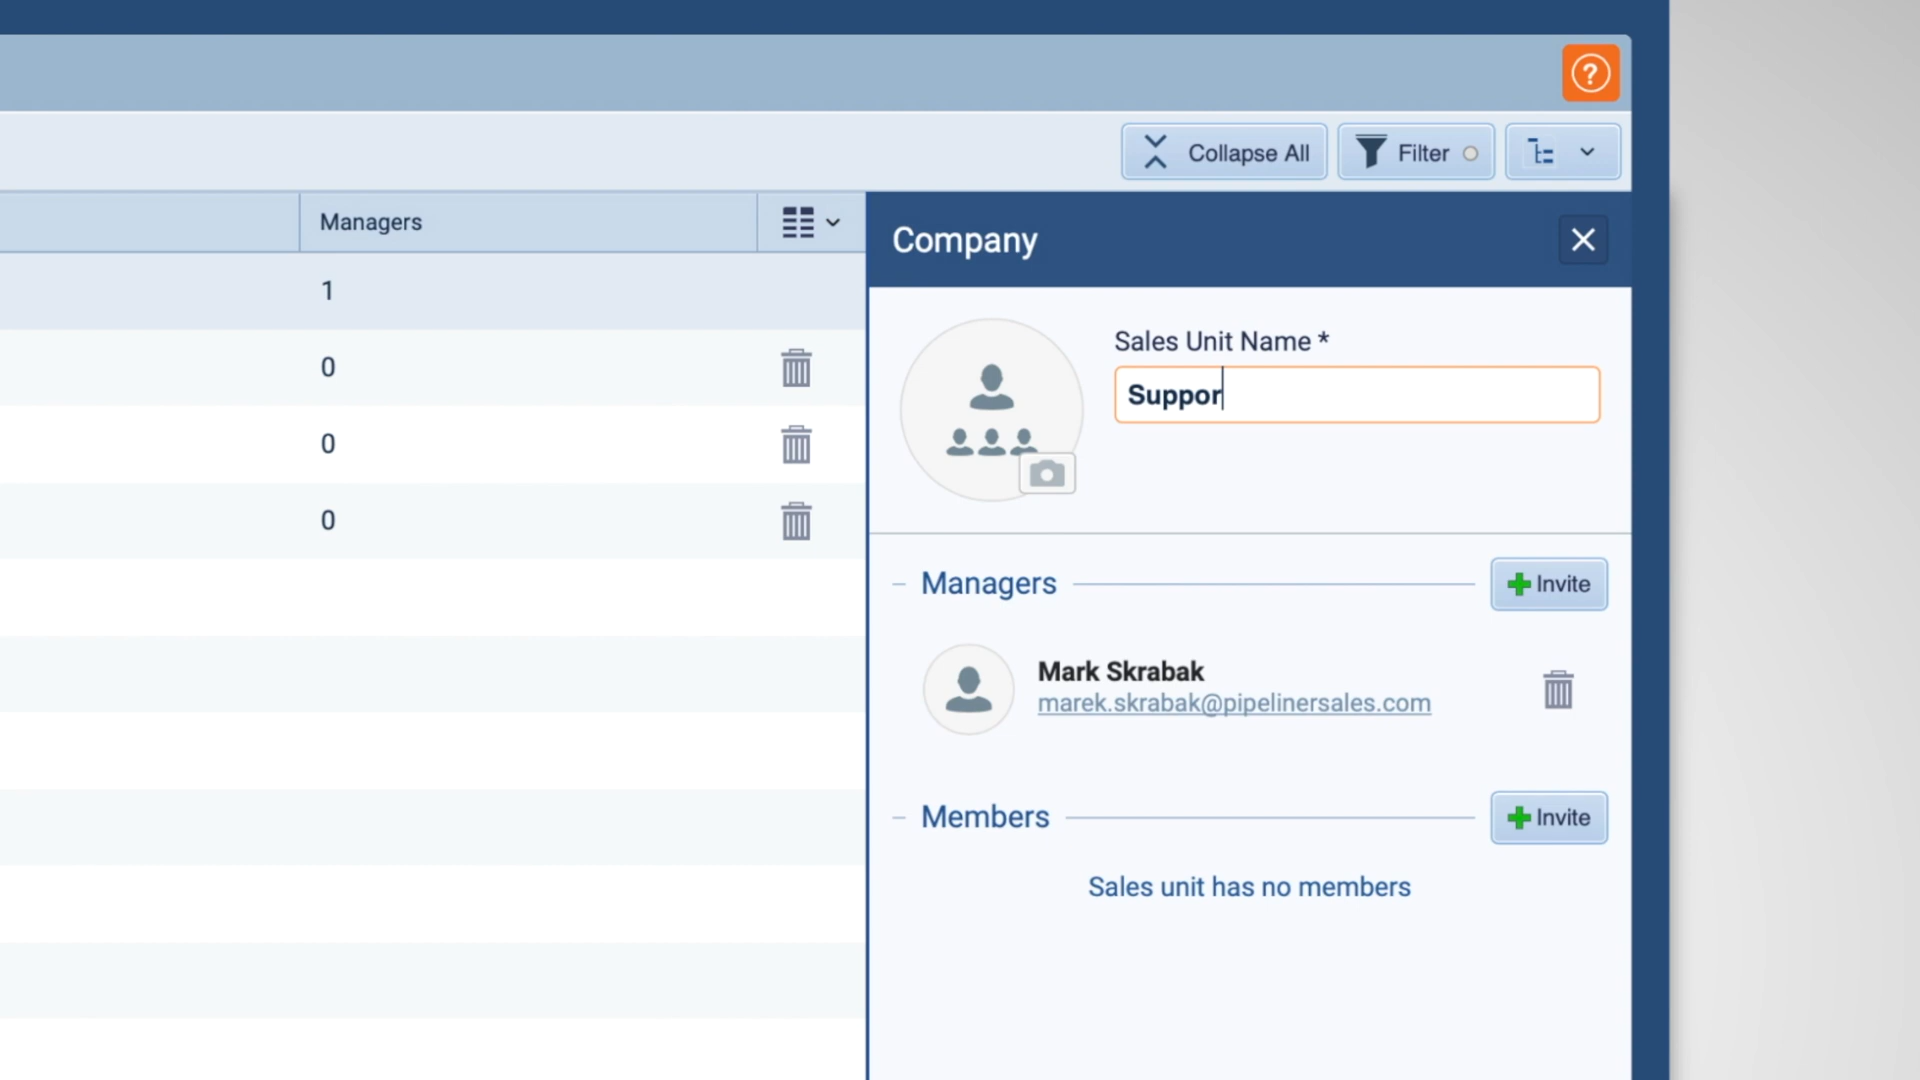 ?
Collapse All
Filter
Managers
1
0
0
0
Company
Sales Unit Name *
Suppor
Managers
Invite
Mark Skrabak
marek.skrabak@pipelinersales.com
Members
Invite
Sales unit has no members